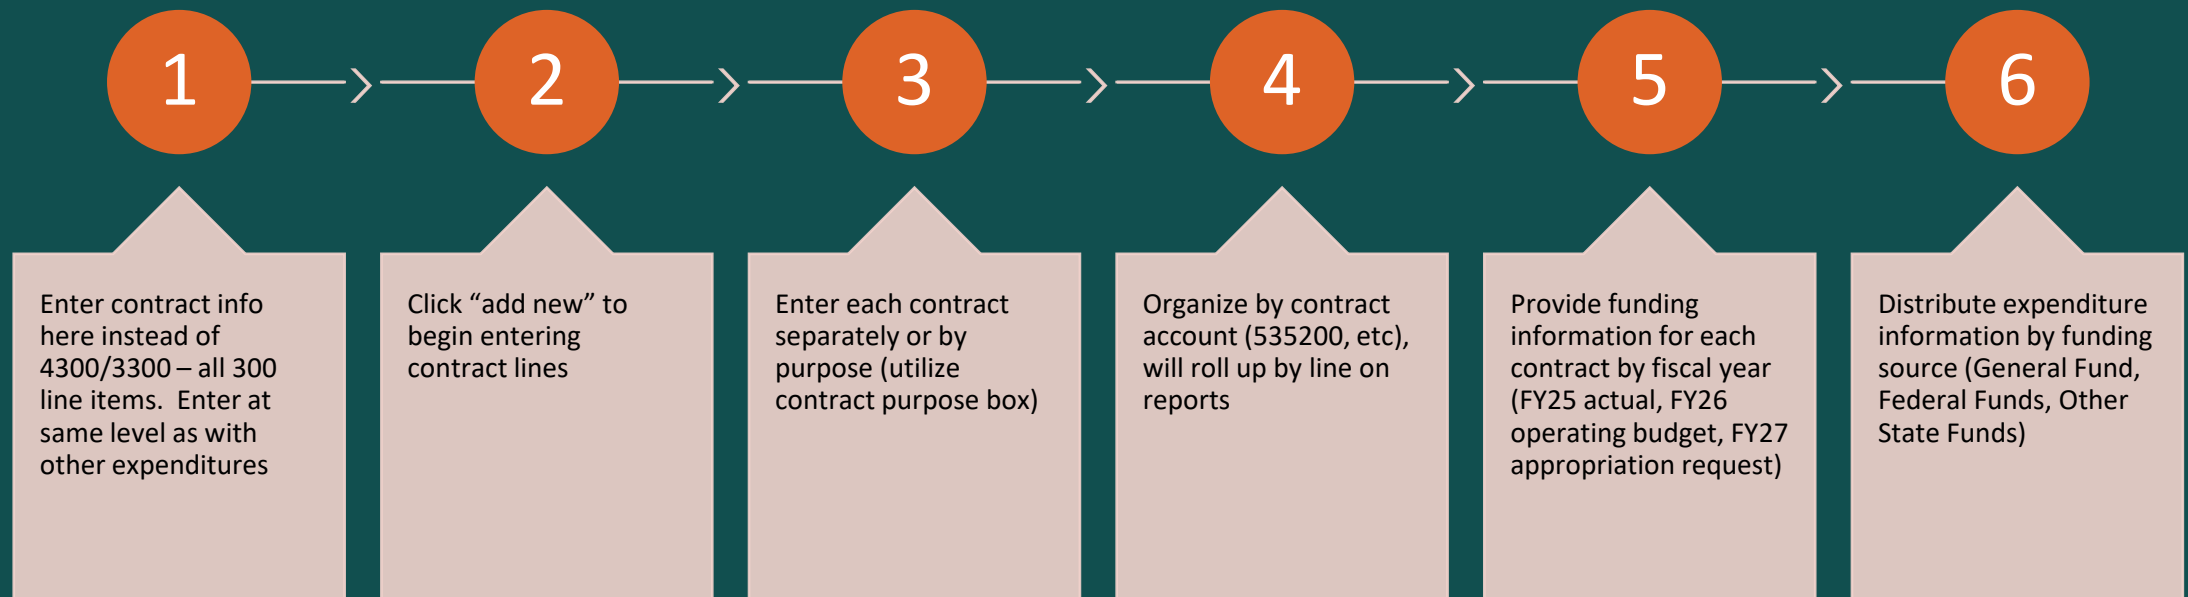 1
Enter contract info
here instead of
4300/3300 – all 300
line items.  Enter at
same level as with
other expenditures
2
Click “add new” to
begin entering
contract lines
3
Enter each contract
separately or by
purpose (utilize
contract purpose box)
4
Organize by contract
account (535200, etc),
will roll up by line on
reports
5
Provide funding
information for each
contract by fiscal year
(FY25 actual, FY26
operating budget, FY27
appropriation request)
6
Distribute expenditure
information by funding
source (General Fund,
Federal Funds, Other
State Funds)